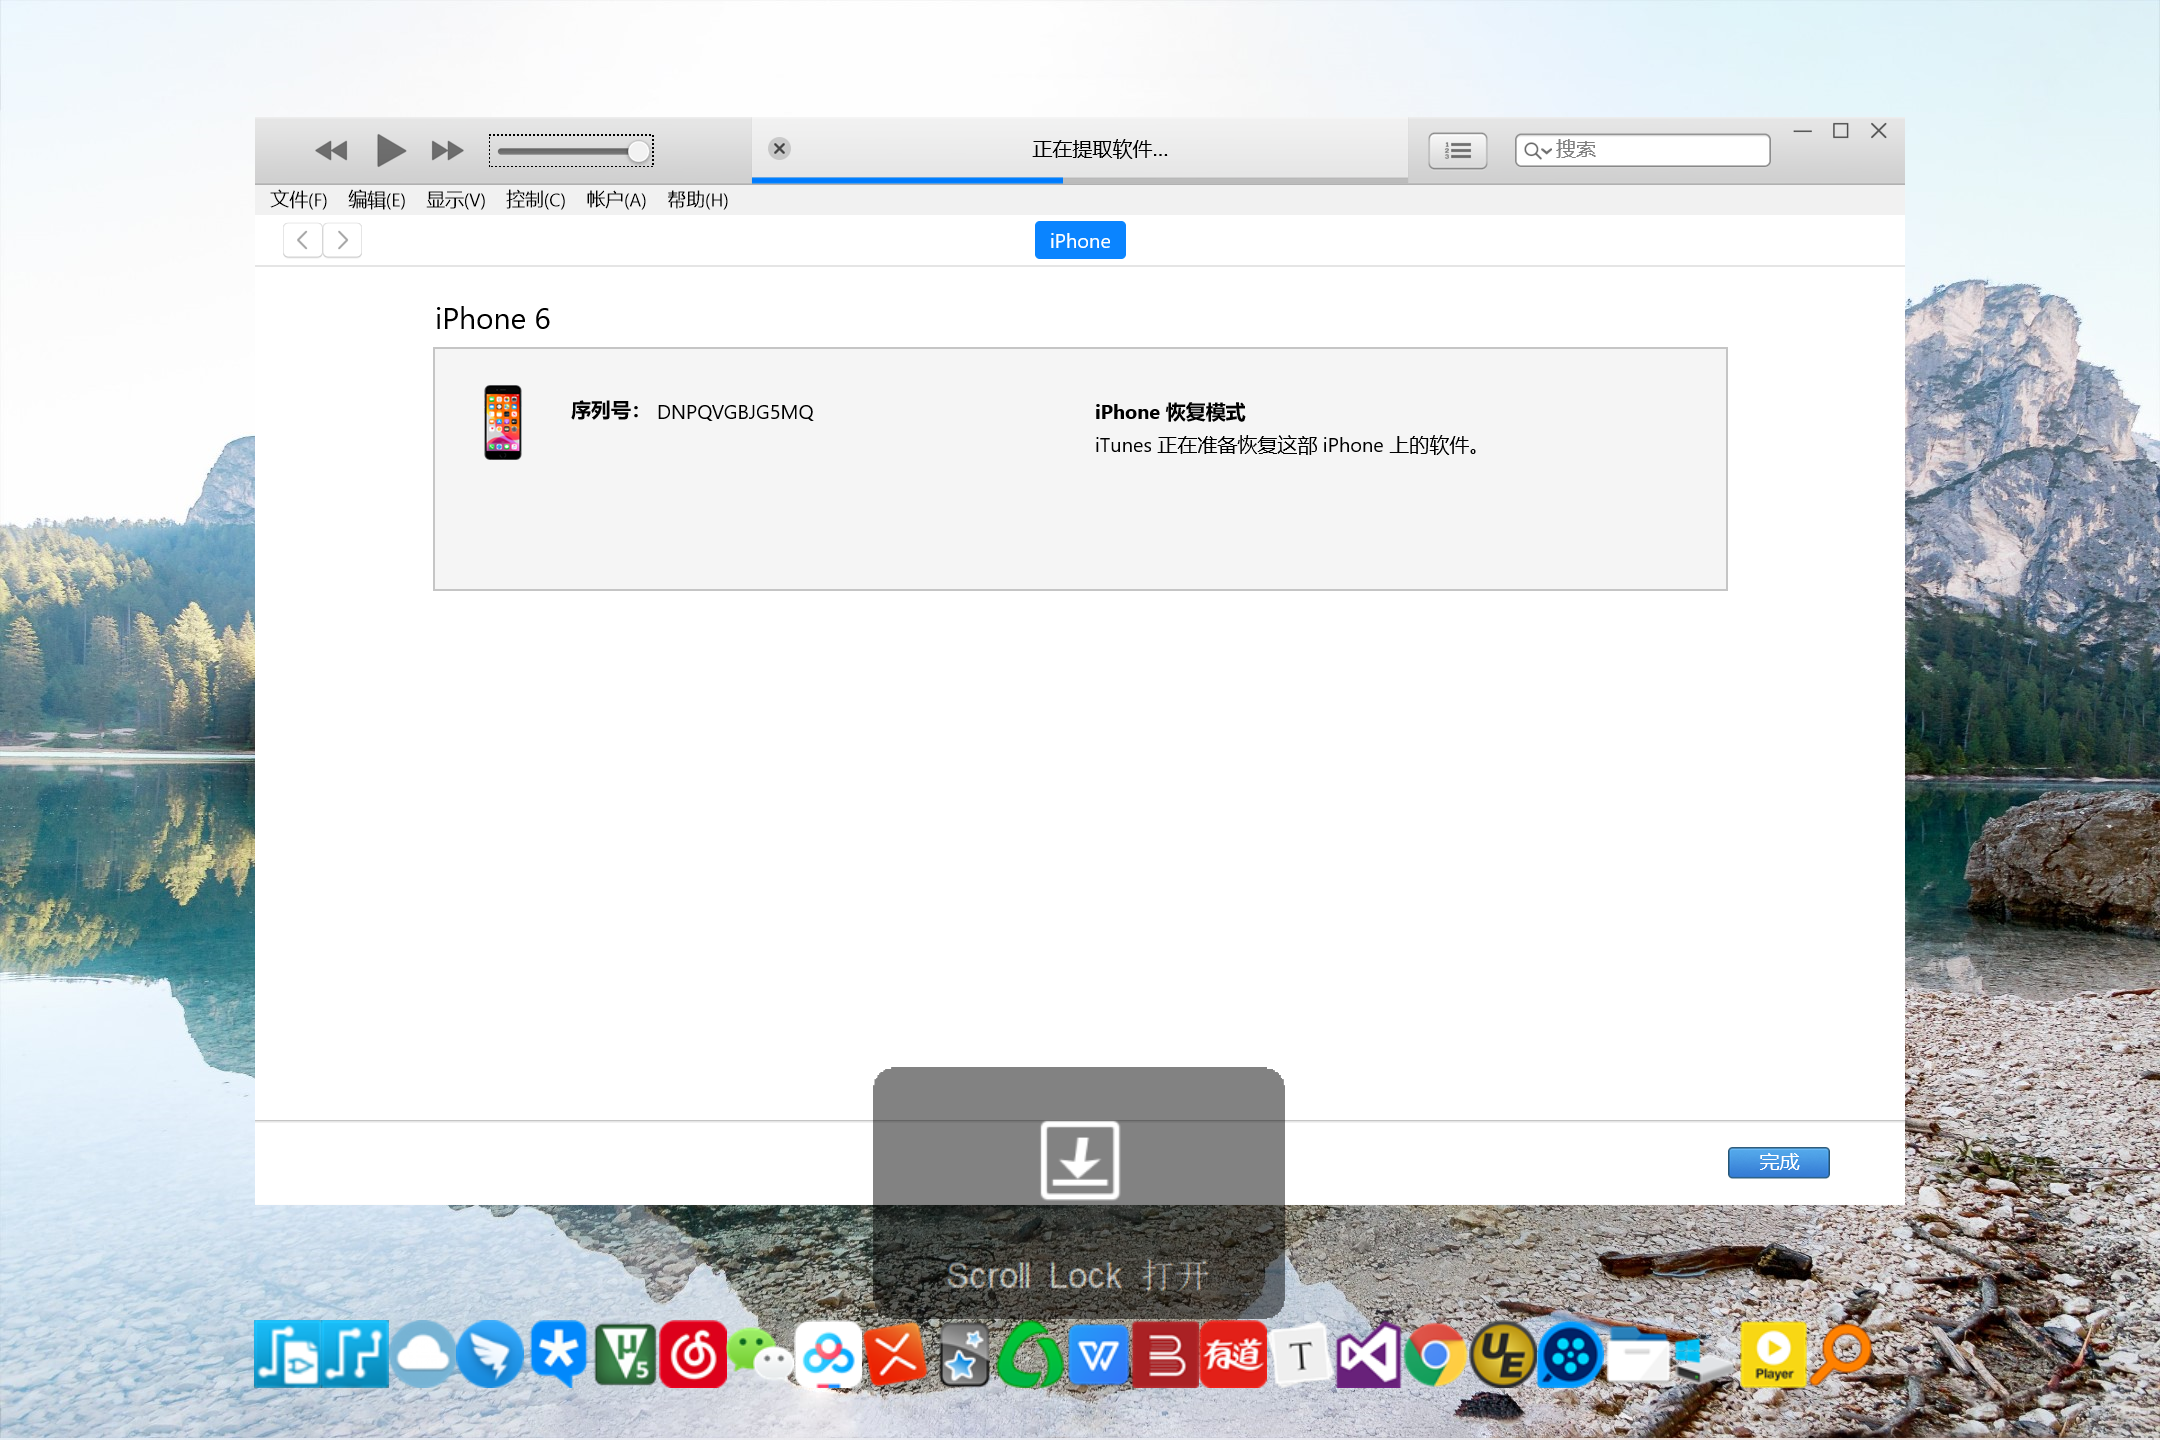 正在提取软件...
搜索
文件(F) 编辑(E) 显示(V) 控制(C) 帐户(A) 帮助(H)
iPhone
iPhone 6
序列号： DNPQVGBJG5MQ
iPhone 恢复模式
iTunes 正在准备恢复这部 iPhone 上的软件。
完成
Scroll Lock 打开
μ
V5
W
有道
T
UE
Player